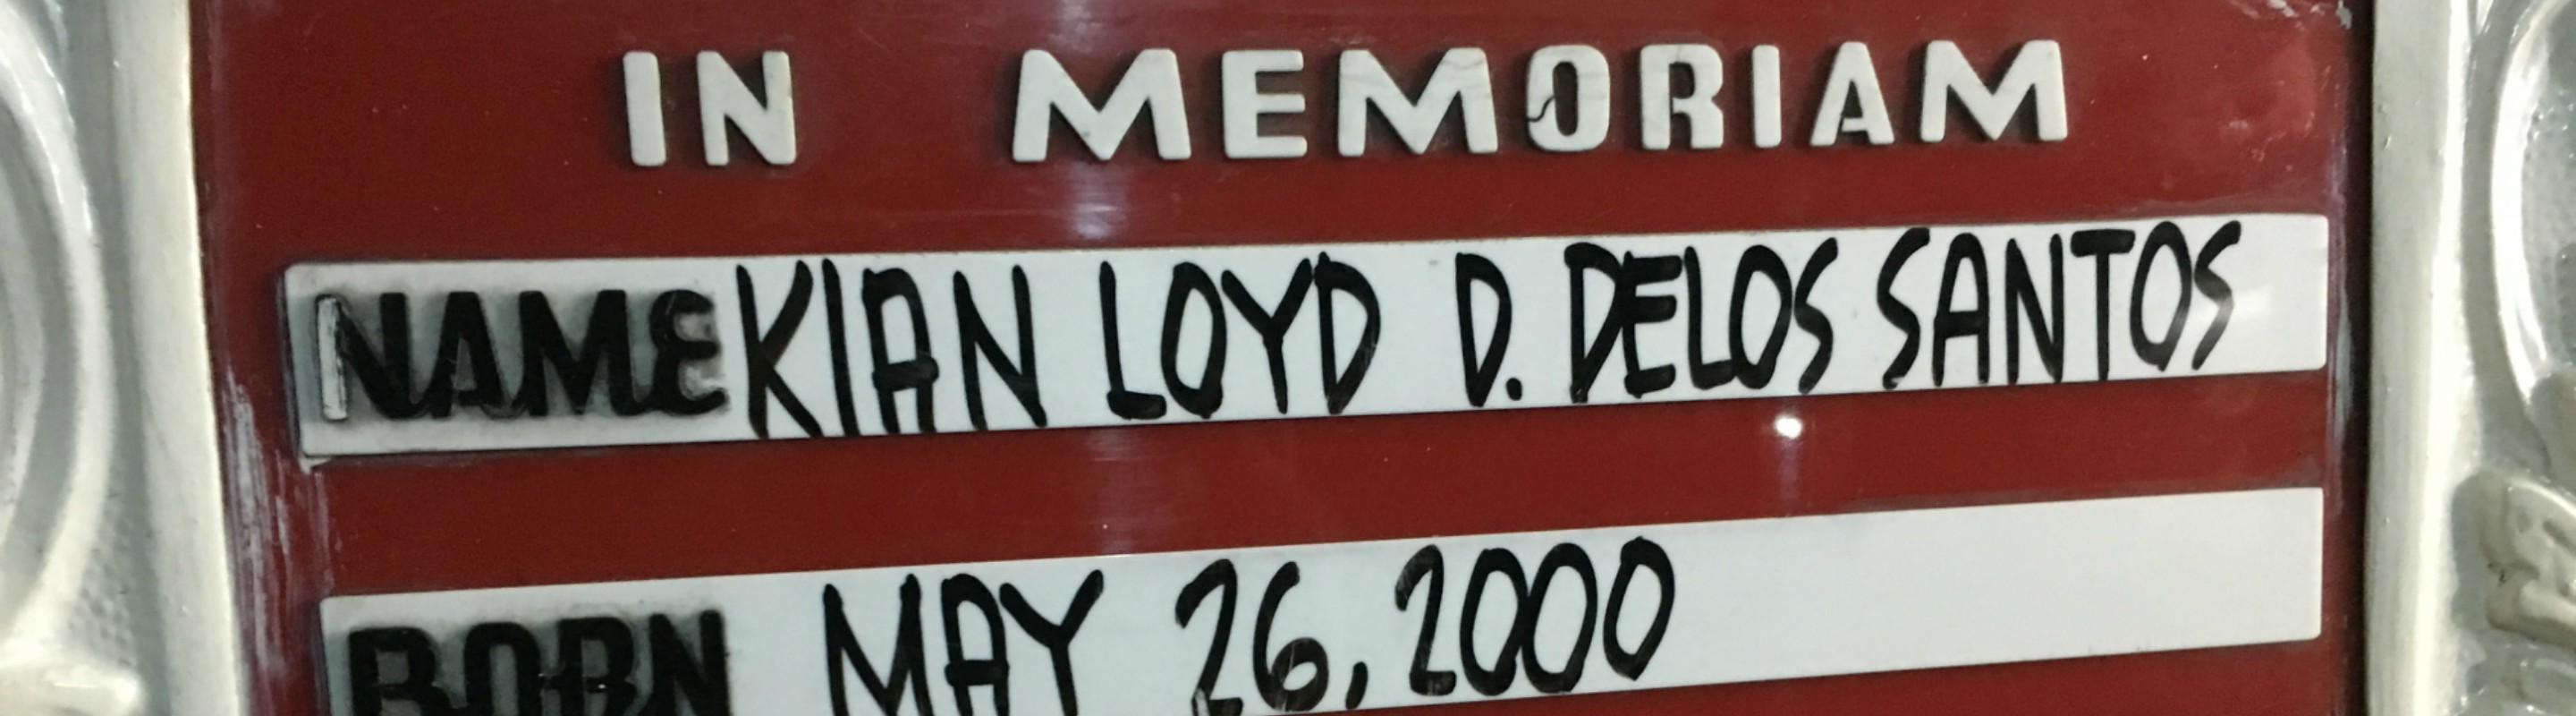 IN MEMORIAM
NAME KIAN LOYD D. DELOS SANTOS
BORN MAY 26, 2000